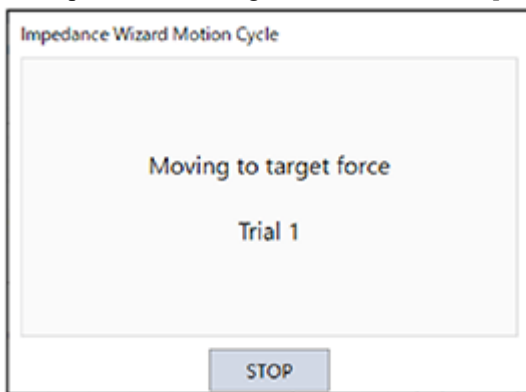 Impedance Wizard Motion Cycle
Moving to target force
Trial 1
STOP